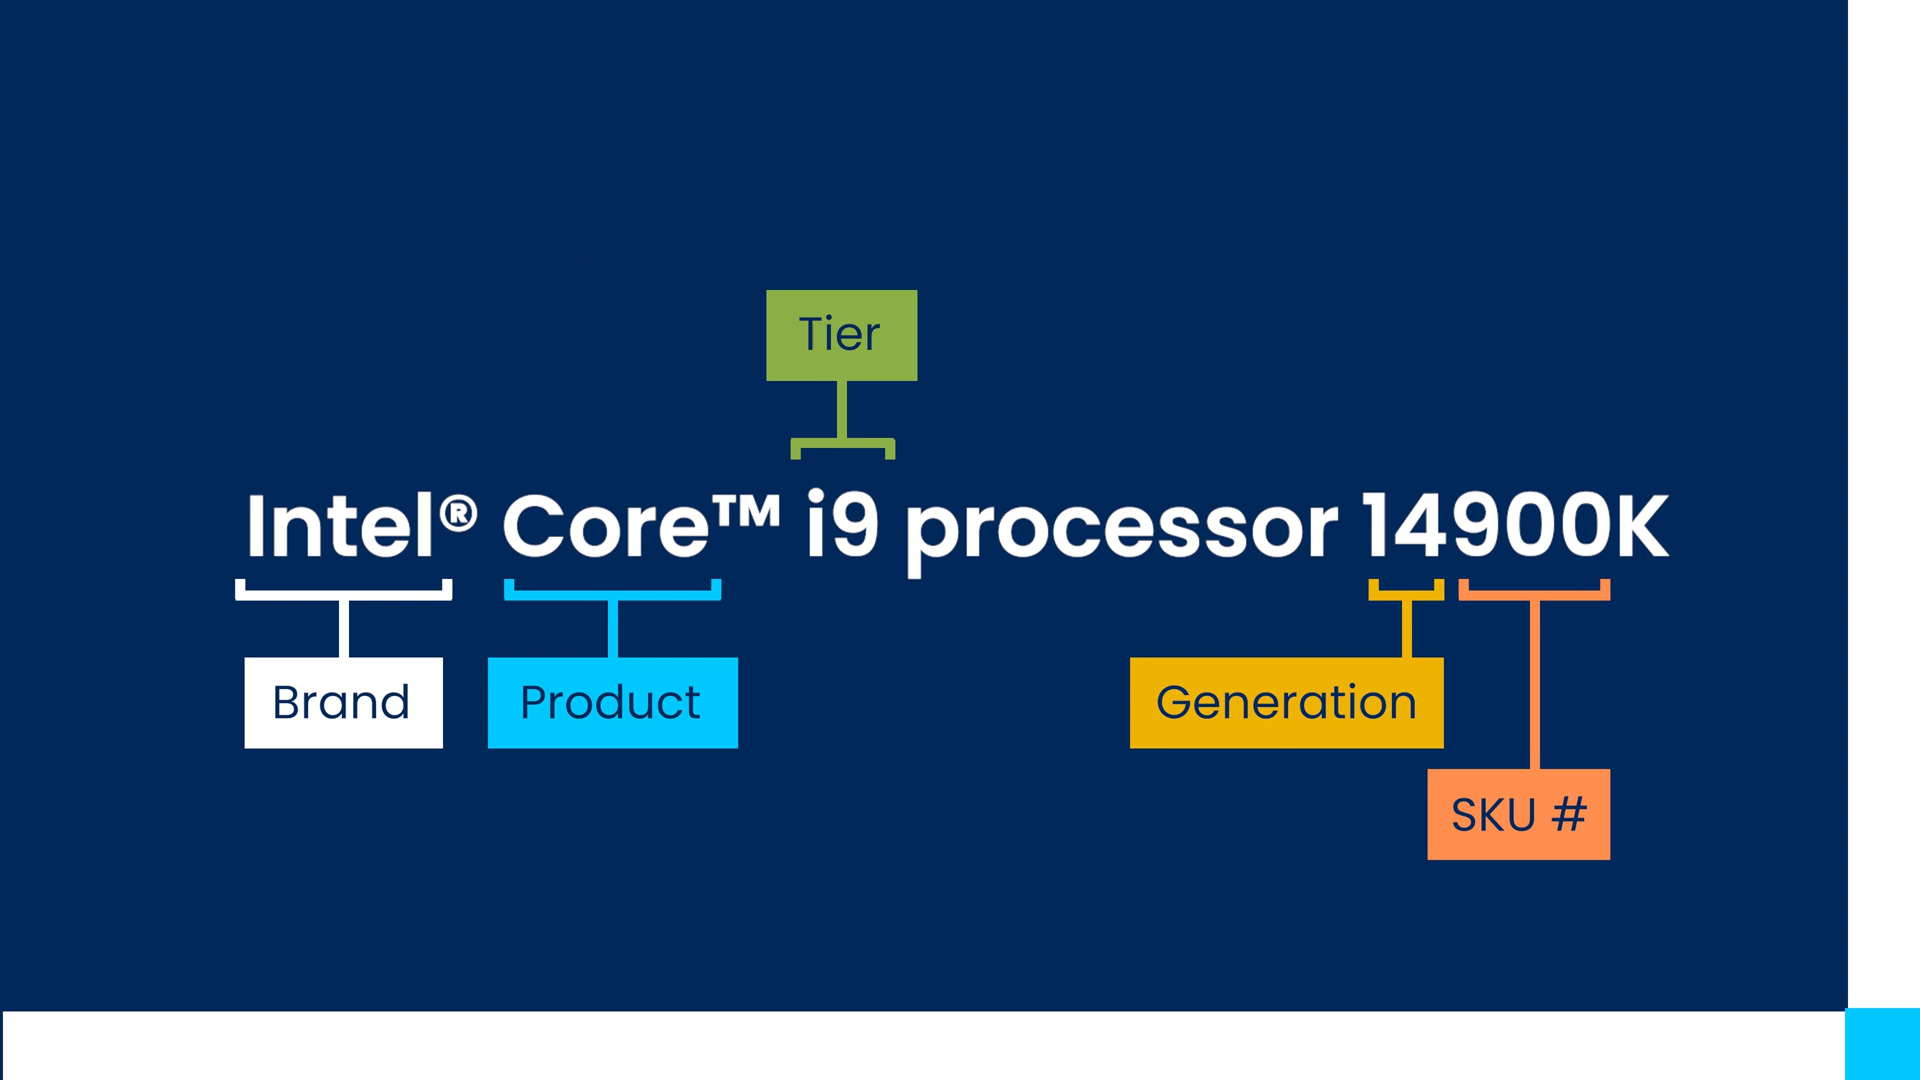 Tier
Intel® Core™ i9 processor 14900K
Brand Product Generation
SKU #